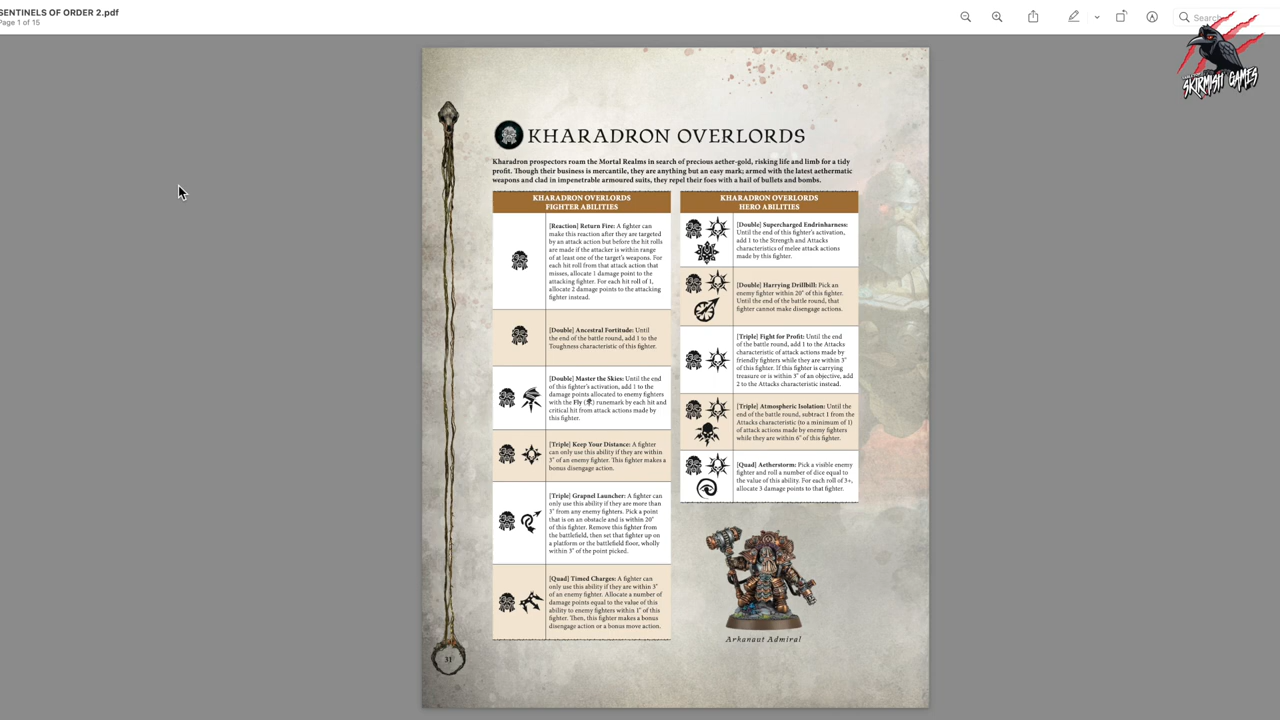 SENTINELS OF ORDER 2.pdf
Page 1 of 15
Search
SKIRMISH GAMES
KHARADRON OVERLORDS
Kharadron prospectors roam the Mortal Realms in search of precious aether-gold, risking life and limb for a tidy
profit. Though their business is mercantile, they are anything but an easy mark; armed with the latest aethermatic
weapons and clad in impenetrable armoured suits, they repel their foes with a hail of bullets and bombs.
KHARADRON OVERLORDS
FIGHTER ABILITIES
[Reaction] Return Fire: A fighter can
make this reaction after they are targeted
by an attack action but before the hit rolls
are made if the attacker is within range
of at least one of the target's weapons. For
each hit roll from that attack action that
misses, allocate 1 damage point to the
attacking fighter. For each hit roll of 1,
allocate 2 damage points to the attacking
fighter instead.
[Double] Ancestral Fortitude: Until
the end of the battle round, add 1 to the
Toughness characteristic of this fighter.
[Double] Master the Skies: Until the end
of this fighter's activation, add 1 to the
damage points allocated to enemy fighters
with the Fly ( ) runemark by each hit and
critical hit from attack actions made by
this fighter.
[Triple] Keep Your Distance: A fighter
can only use this ability if they are within
3" of an enemy fighter. This fighter makes a
bonus disengage action.
[Triple] Grapnel Launcher: A fighter can
only use this ability if they are more than
3" from any enemy fighters. Pick a point
that is on an obstacle and is within 20"
of this fighter. Remove this fighter from
the battlefield, then set that fighter up on
a platform or the battlefield floor, wholly
within 3" of the point picked.
[Quad] Timed Charges: A fighter can
only use this ability if they are within 3"
of an enemy fighter. Allocate a number of
damage points equal to the value of this
ability to enemy fighters within 1" of this
fighter. Then, this fighter makes a bonus
disengage action or a bonus move action.
KHARADRON OVERLORDS
HERO ABILITIES
[Double] Supercharged Endrinharness:
Until the end of this fighter's activation,
add 1 to the Strength and Attacks
characteristics of melee attack actions
made by this fighter.
[Double] Harrying Drillbill: Pick an
enemy fighter within 20" of this fighter.
Until the end of the battle round, that
fighter cannot make disengage actions.
[Triple] Fight for Profit: Until the end
of the battle round, add 1 to the Attacks
characteristic of attack actions made by
friendly fighters while they are within 3"
of this fighter. If this fighter is carrying
treasure or is within 3" of an objective, add
2 to the Attacks characteristic instead.
[Triple] Atmospheric Isolation: Until the
end of the battle round, subtract 1 from the
Attacks characteristic (to a minimum of 1)
of attack actions made by enemy fighters
while they are within 6" of this fighter.
[Quad] Aetherstorm: Pick a visible enemy
fighter and roll a number of dice equal to
the value of this ability. For each roll of 3+,
allocate 3 damage points to that fighter.
Arkanaut Admiral
31